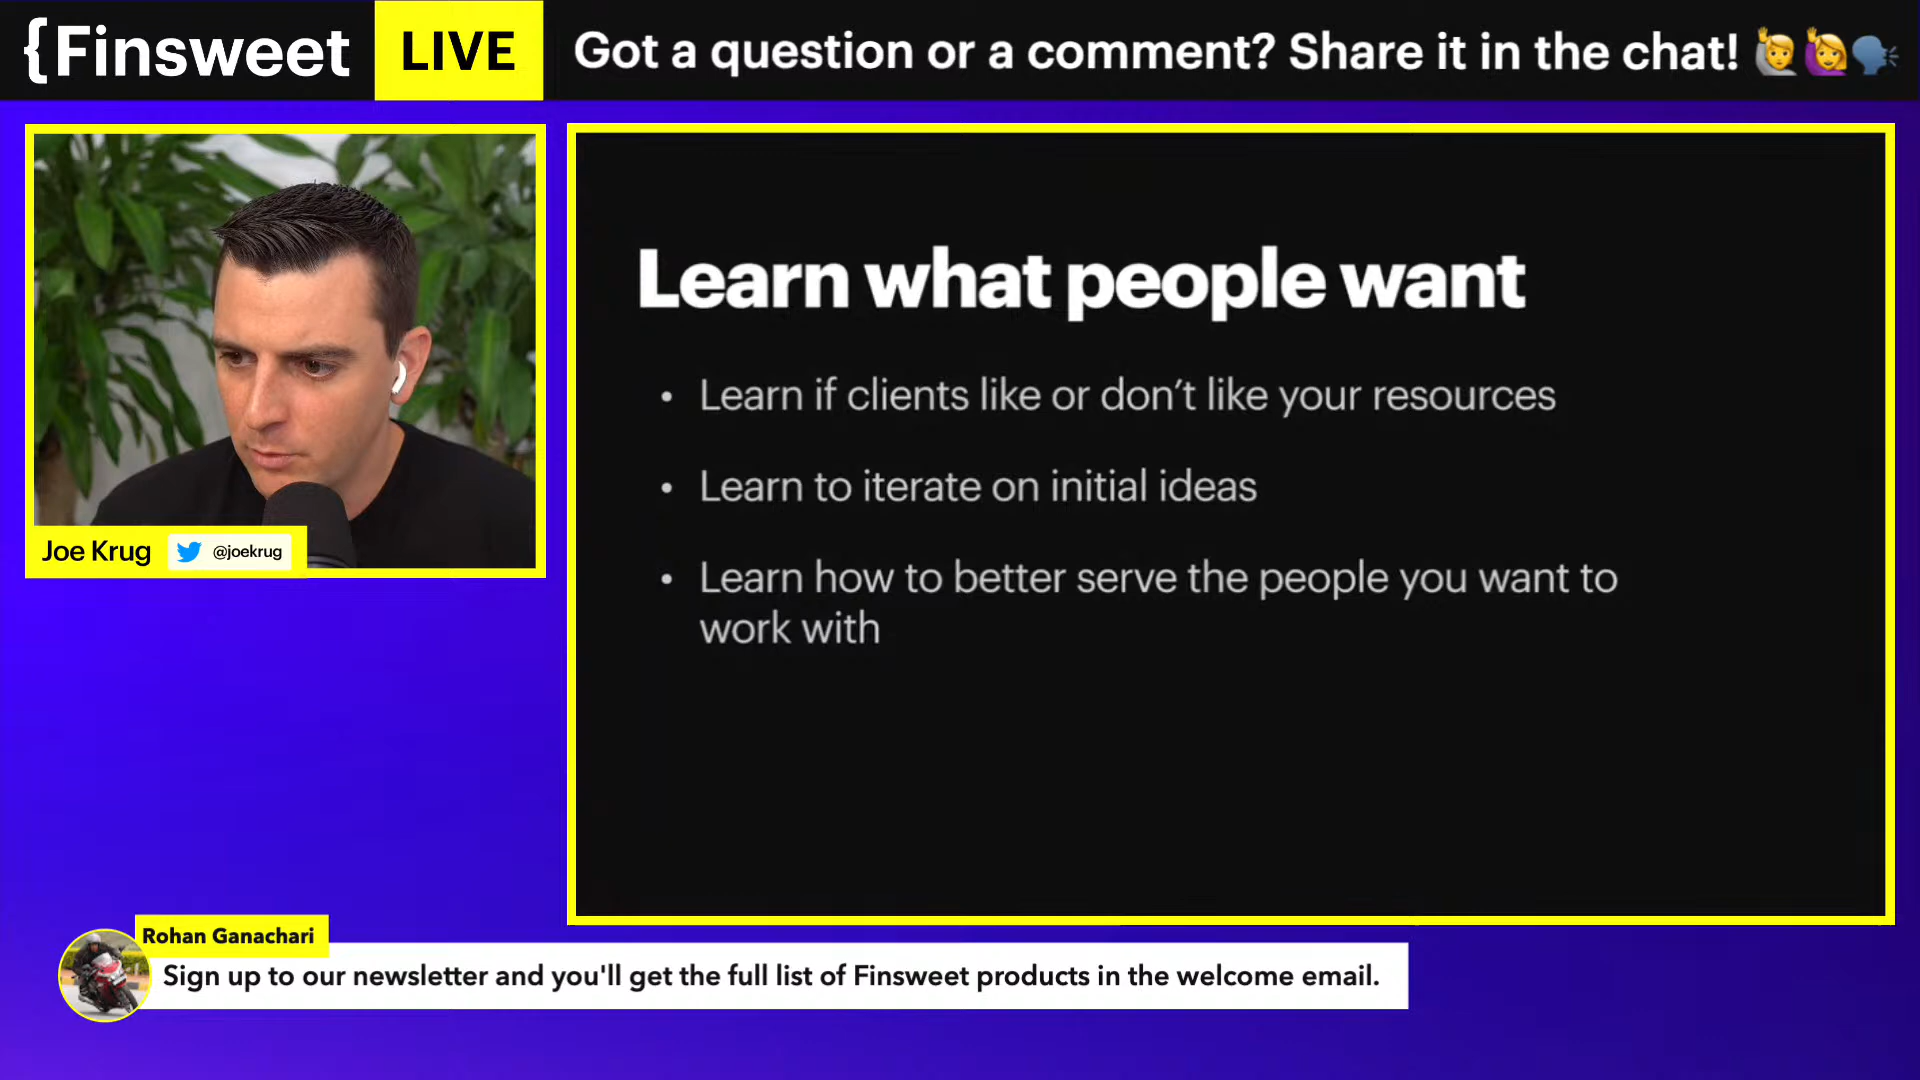 {Finsweet
LIVE
Got a question or a comment? Share it in the chat! 🙋‍♂️🙋‍♀️🗣️
Learn what people want
• Learn if clients like or don’t like your resources
• Learn to iterate on initial ideas
• Learn how to better serve the people you want to
work with
Joe Krug
@joekrug
Rohan Ganachari
Sign up to our newsletter and you'll get the full list of Finsweet products in the welcome email.